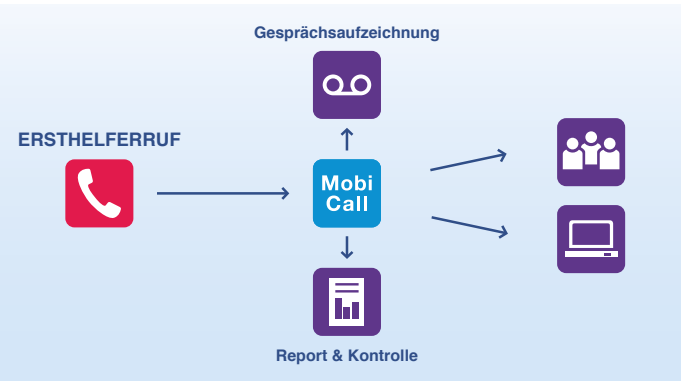 Gesprächsaufzeichnung
ERSTHELFERRUF
Mobi
Call
Report & Kontrolle